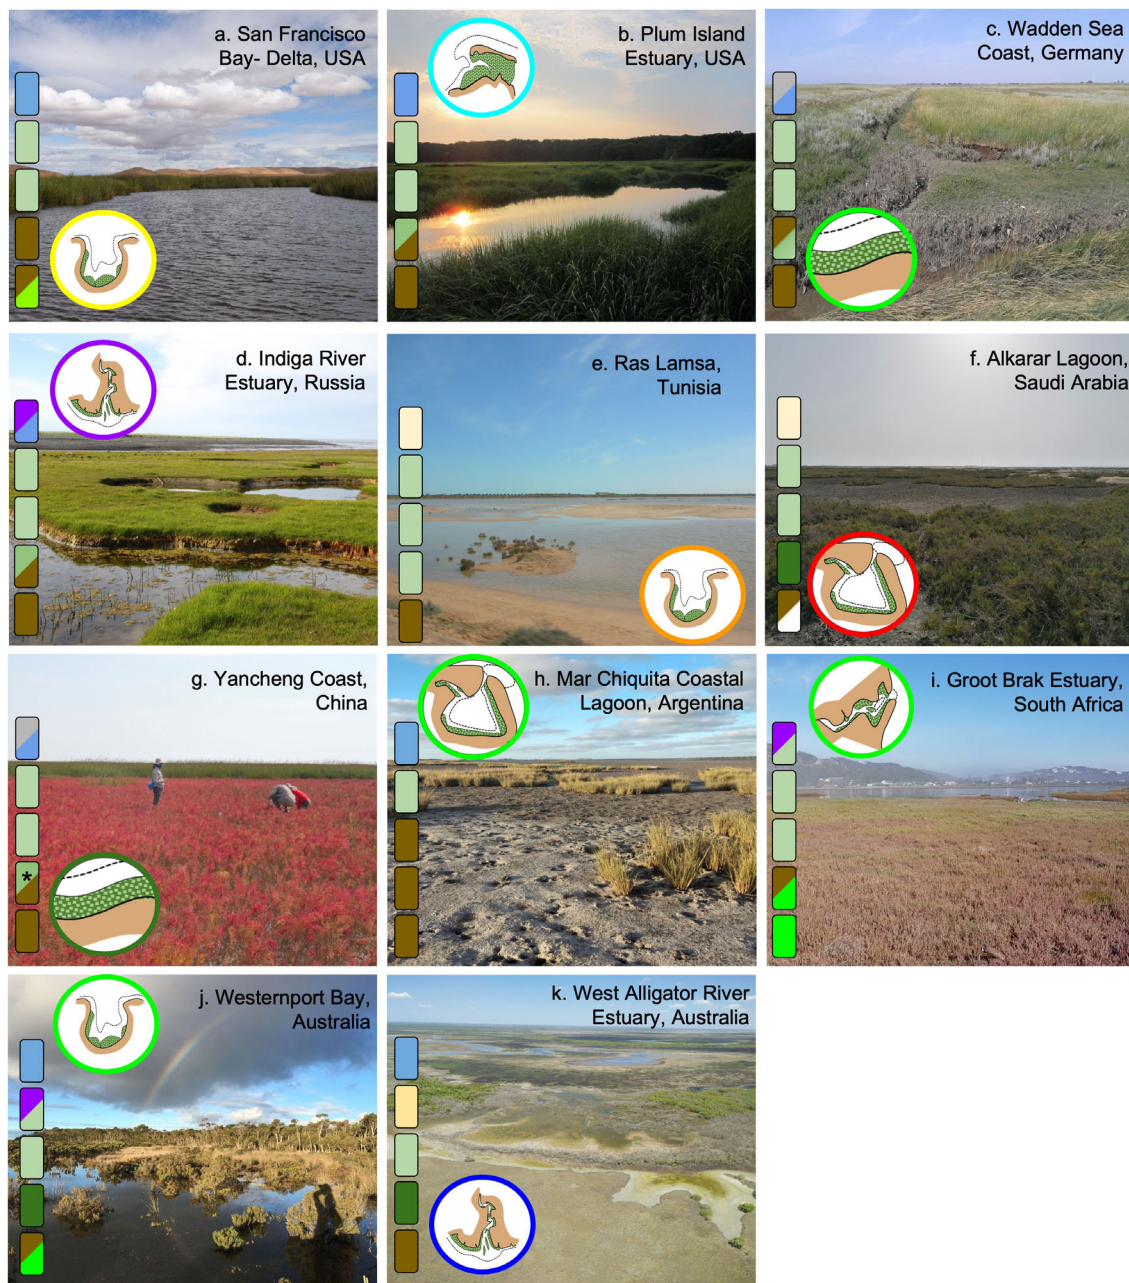 a. San Francisco
Bay- Delta, USA
b. Plum Island
Estuary, USA
c. Wadden Sea
Coast, Germany
d. Indiga River
Estuary, Russia
e. Ras Lamsa,
Tunisia
f. Alkarar Lagoon,
Saudi Arabia
g. Yancheng Coast,
China
*
h. Mar Chiquita Coastal
Lagoon, Argentina
i. Groot Brak Estuary,
South Africa
j. Westernport Bay,
Australia
k. West Alligator River
Estuary, Australia